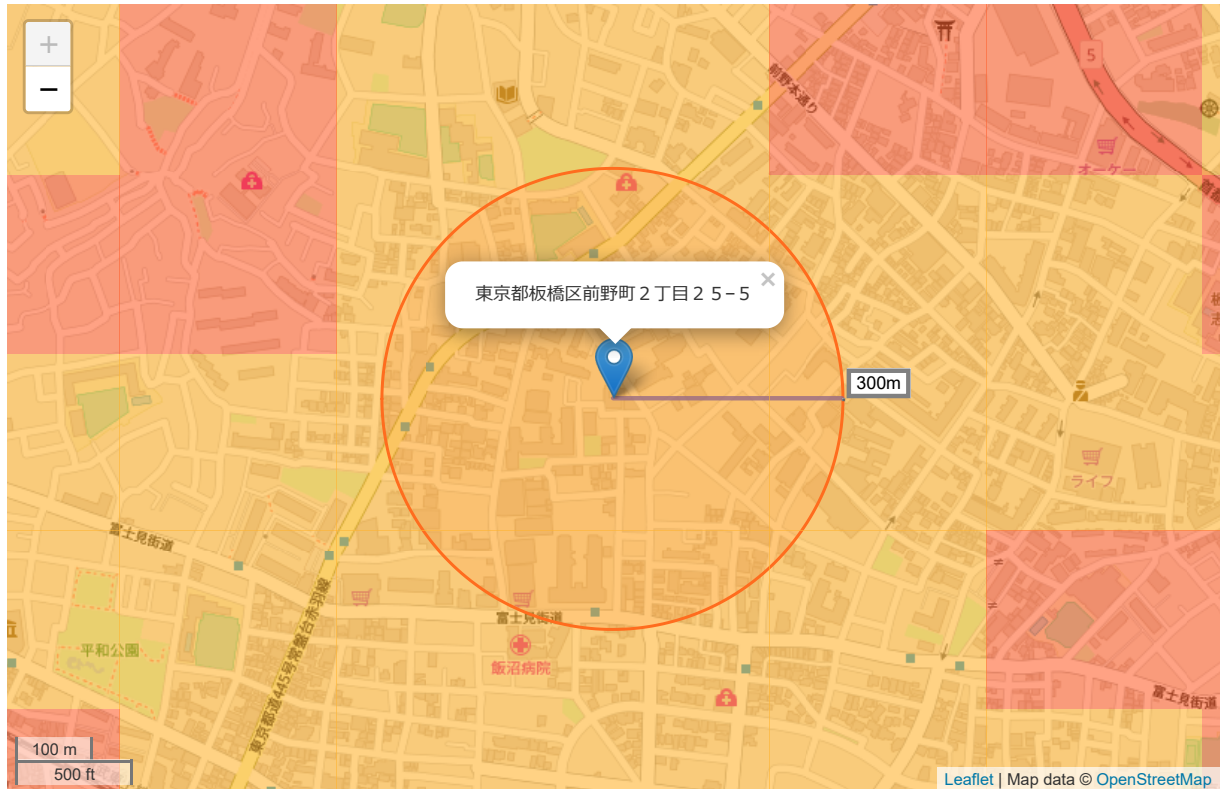 +
−
5
前野本通り
オーケー
東京都板橋区前野町２丁目２５−５
×
300m
ライフ
富士見街道
富士見街道
飯沼病院
平和公園
東京都道445号常盤台赤羽線
富士見街道
100 m
500 ft
Leaflet | Map data © OpenStreetMap